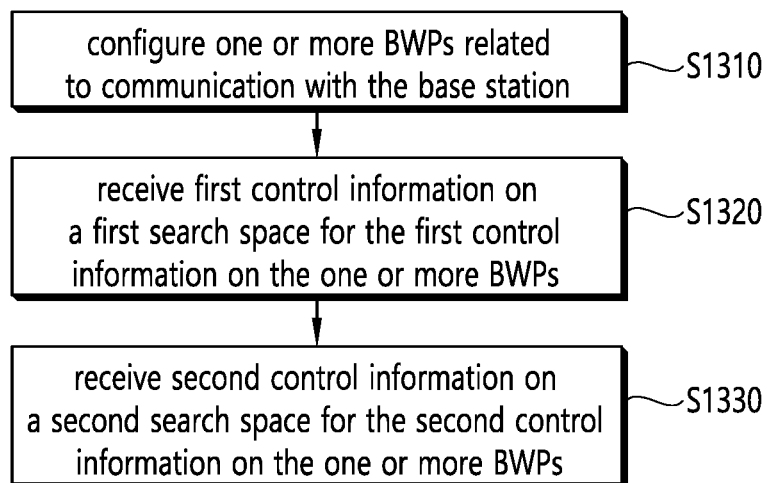 configure one or more BWPs related
to communication with the base station
S1310
receive first control information on
a first search space for the first control
information on the one or more BWPs
S1320
receive second control information on
a second search space for the second control
information on the one or more BWPs
S1330